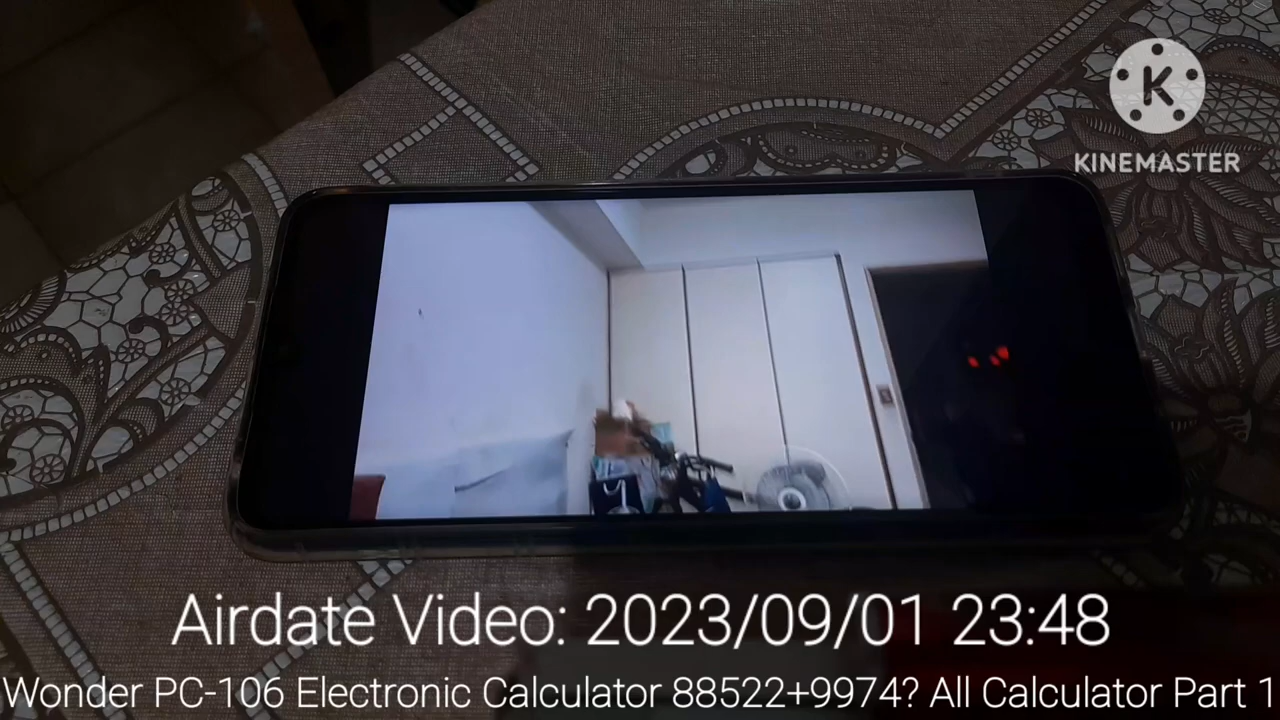 K
KINEMASTER
Airdate Video: 2023/09/01 23:48
Wonder PC-106 Electronic Calculator 88522+9974? All Calculator Part 1